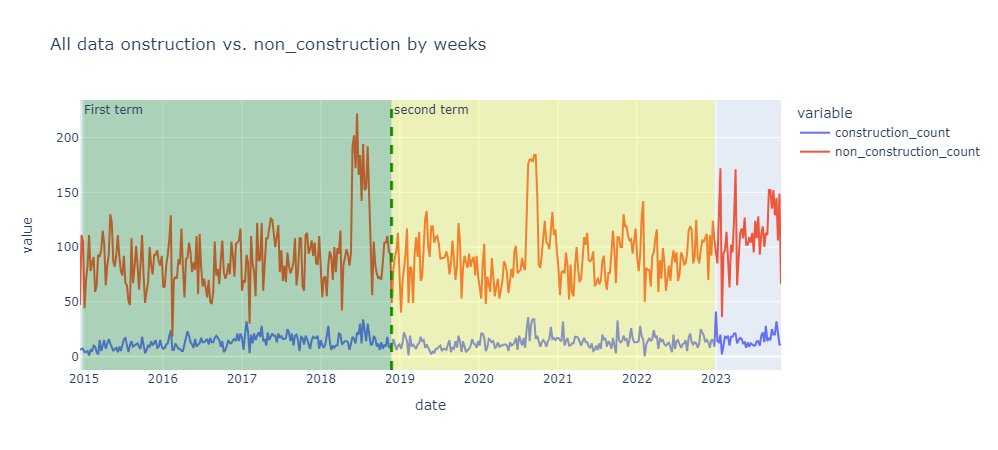 All data onstruction vs. non_construction by weeks
First term
second term
variable
construction_count
non_construction_count
value
200
150
100
50
0
2015
2016
2017
2018
2019
2020
2021
2022
2023
date